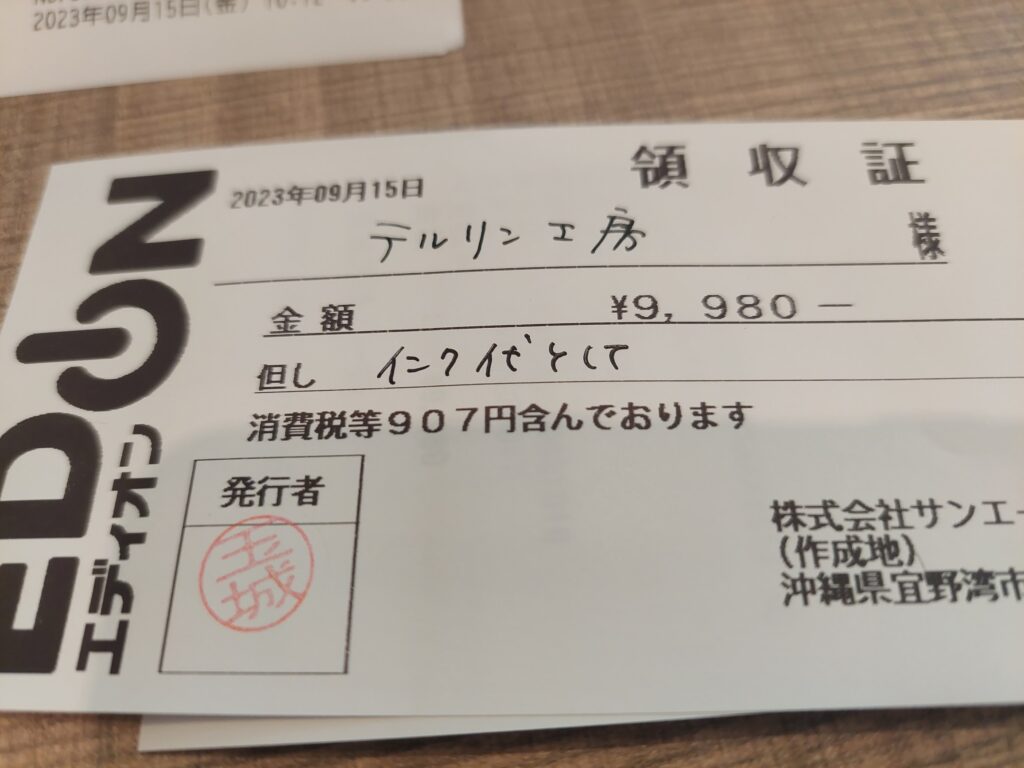 2023年09月15日(金)
EDION
エディオン
領収証
2023年09月15日
テルリン工房 様
金額 ¥9,980－
但し インク代として
消費税等907円含んでおります
発行者
玉城
株式会社サンエー
(作成地)
沖縄県宜野湾市